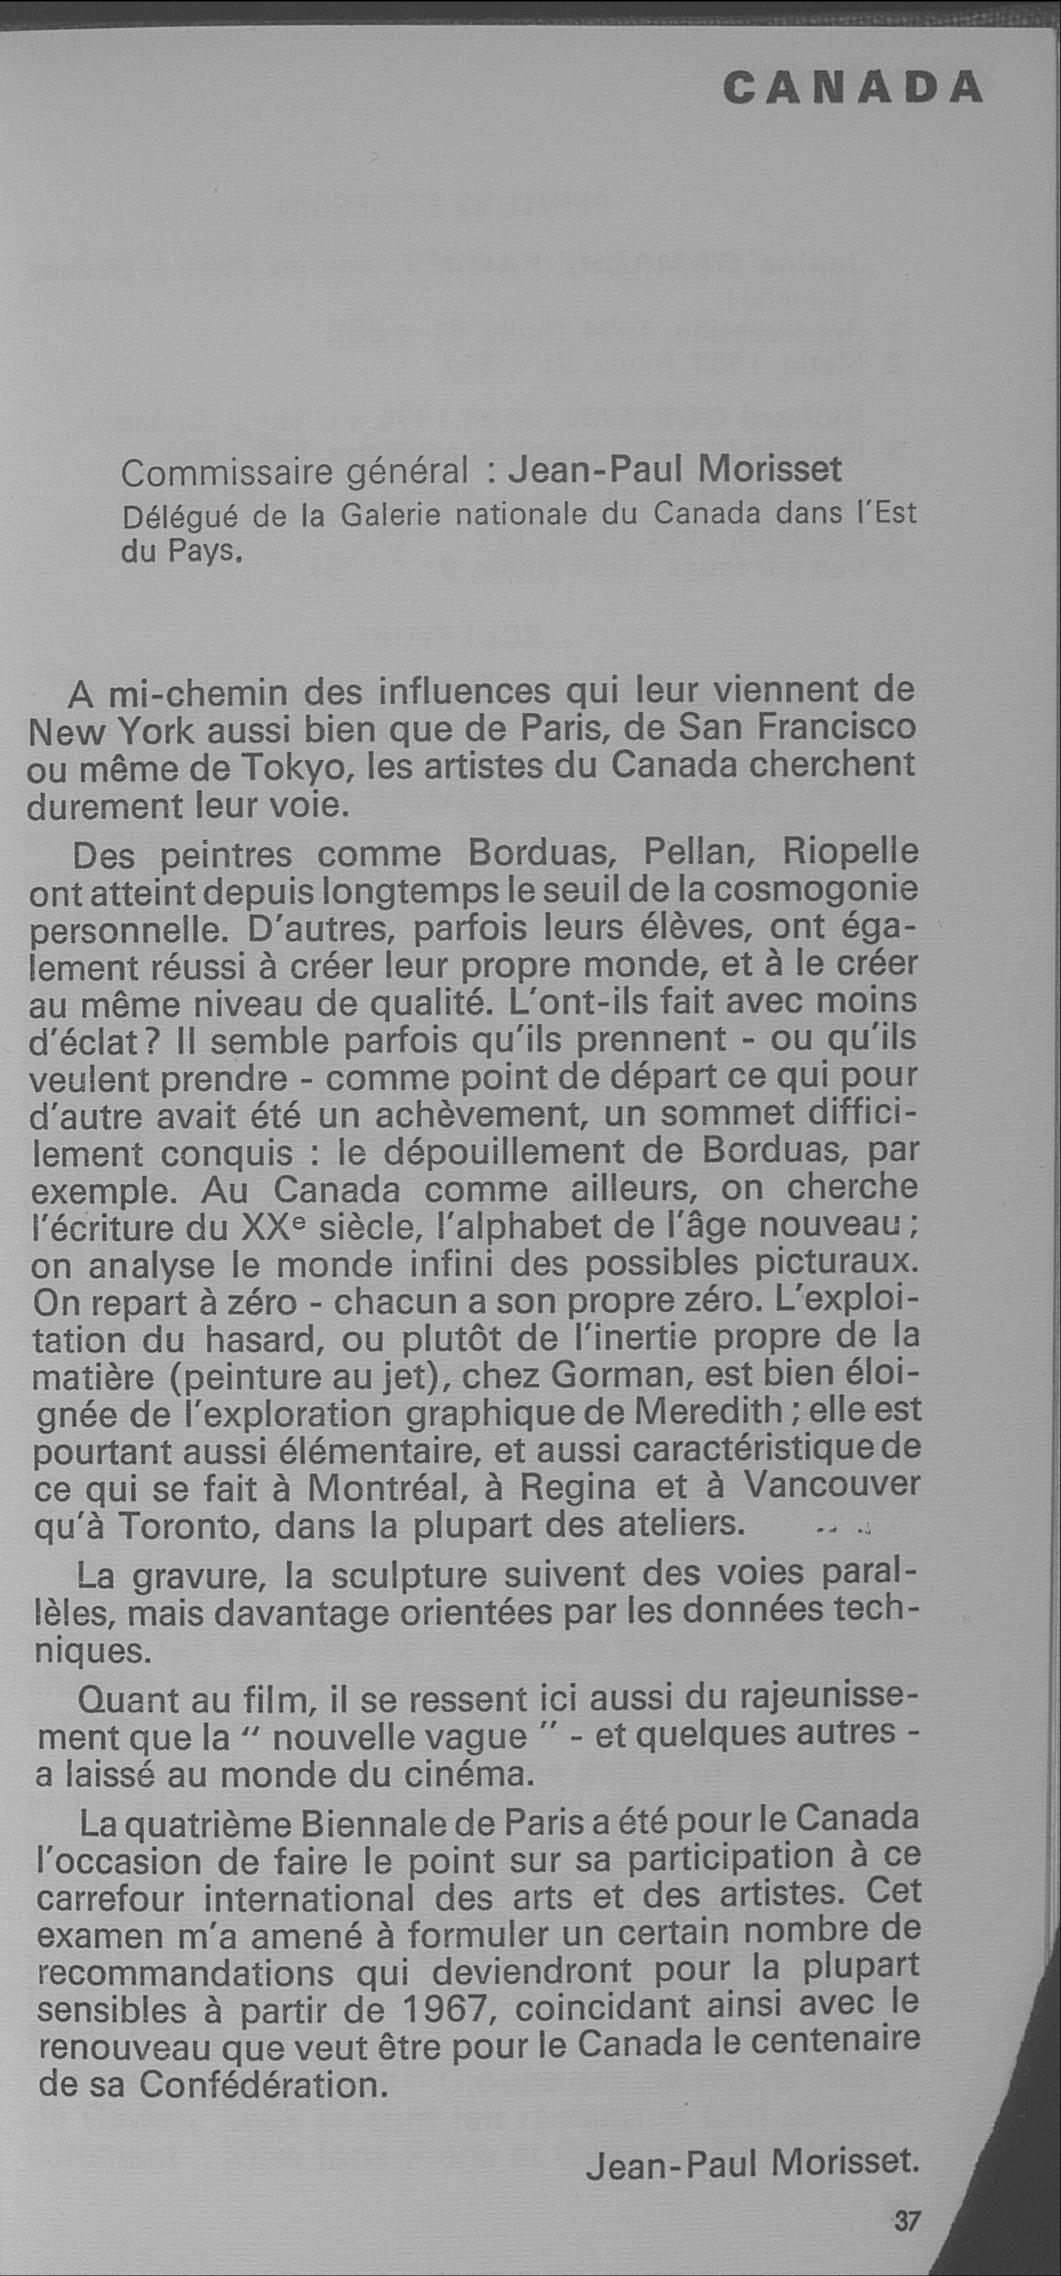 CANADA
Commissaire général : Jean-Paul Morisset
Délégué de la Galerie nationale du Canada dans l'Est
du Pays.
A mi-chemin des influences qui leur viennent de
New York aussi bien que de Paris, de San Francisco
ou même de Tokyo, les artistes du Canada cherchent
durement leur voie.
Des peintres comme Borduas, Pellan, Riopelle
ont atteint depuis longtemps le seuil de la cosmogonie
personnelle. D'autres, parfois leurs élèves, ont éga-
lement réussi à créer leur propre monde, et à le créer
au même niveau de qualité. L'ont-ils fait avec moins
d'éclat? Il semble parfois qu'ils prennent - ou qu'ils
veulent prendre - comme point de départ ce qui pour
d'autre avait été un achèvement, un sommet diffici-
lement conquis : le dépouillement de Borduas, par
exemple. Au Canada comme ailleurs, on cherche
l'écriture du XXe siècle, l'alphabet de l'âge nouveau ;
on analyse le monde infini des possibles picturaux.
On repart à zéro - chacun a son propre zéro. L'exploi-
tation du hasard, ou plutôt de l'inertie propre de la
matière (peinture au jet), chez Gorman, est bien éloi-
gnée de l'exploration graphique de Meredith ; elle est
pourtant aussi élémentaire, et aussi caractéristique de
ce qui se fait à Montréal, à Regina et à Vancouver
qu'à Toronto, dans la plupart des ateliers.
La gravure, la sculpture suivent des voies paral-
lèles, mais davantage orientées par les données tech-
niques.
Quant au film, il se ressent ici aussi du rajeunisse-
ment que la " nouvelle vague " - et quelques autres -
a laissé au monde du cinéma.
La quatrième Biennale de Paris a été pour le Canada
l'occasion de faire le point sur sa participation à ce
carrefour international des arts et des artistes. Cet
examen m'a amené à formuler un certain nombre de
recommandations qui deviendront pour la plupart
sensibles à partir de 1967, coincidant ainsi avec le
renouveau que veut être pour le Canada le centenaire
de sa Confédération.
Jean-Paul Morisset.
37